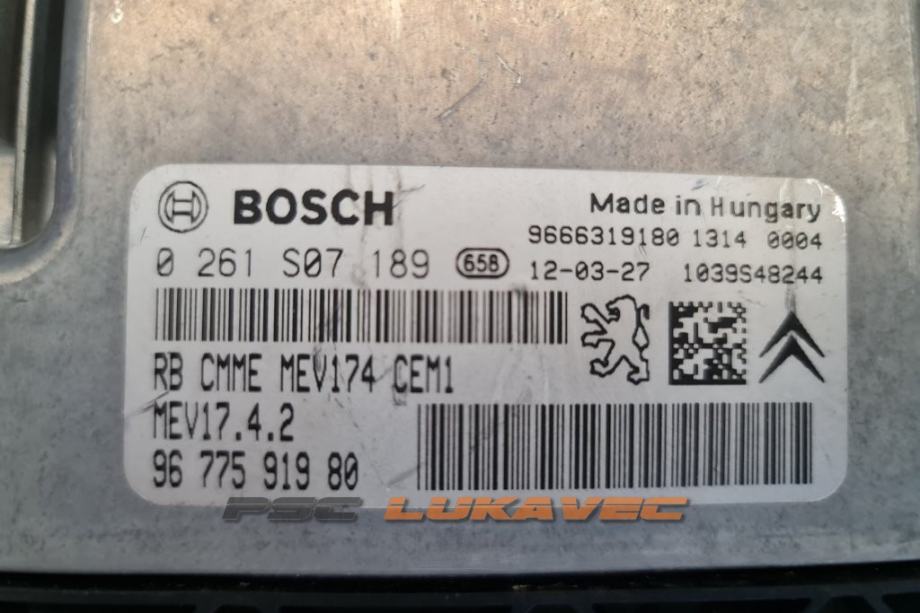 BOSCH
Made in Hungary
9666319180 1314 0004
0 261 S07 189 658 12-03-27 1039S48244
RB CMME MEV174 CEM1
MEV17.4.2
96 775 919 80
PSC LUKAVEC